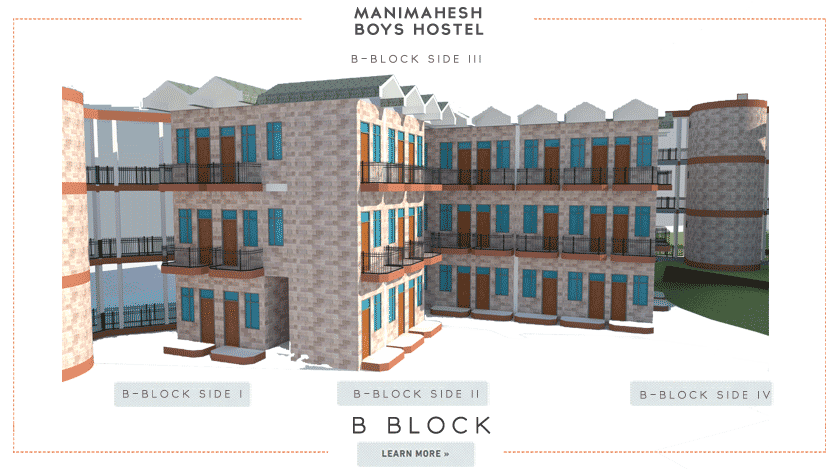 MANIMAHESH
BOYS HOSTEL
B-BLOCK SIDE III
B-BLOCK SIDE I
B-BLOCK SIDE II
B-BLOCK SIDE IV
B BLOCK
LEARN MORE »